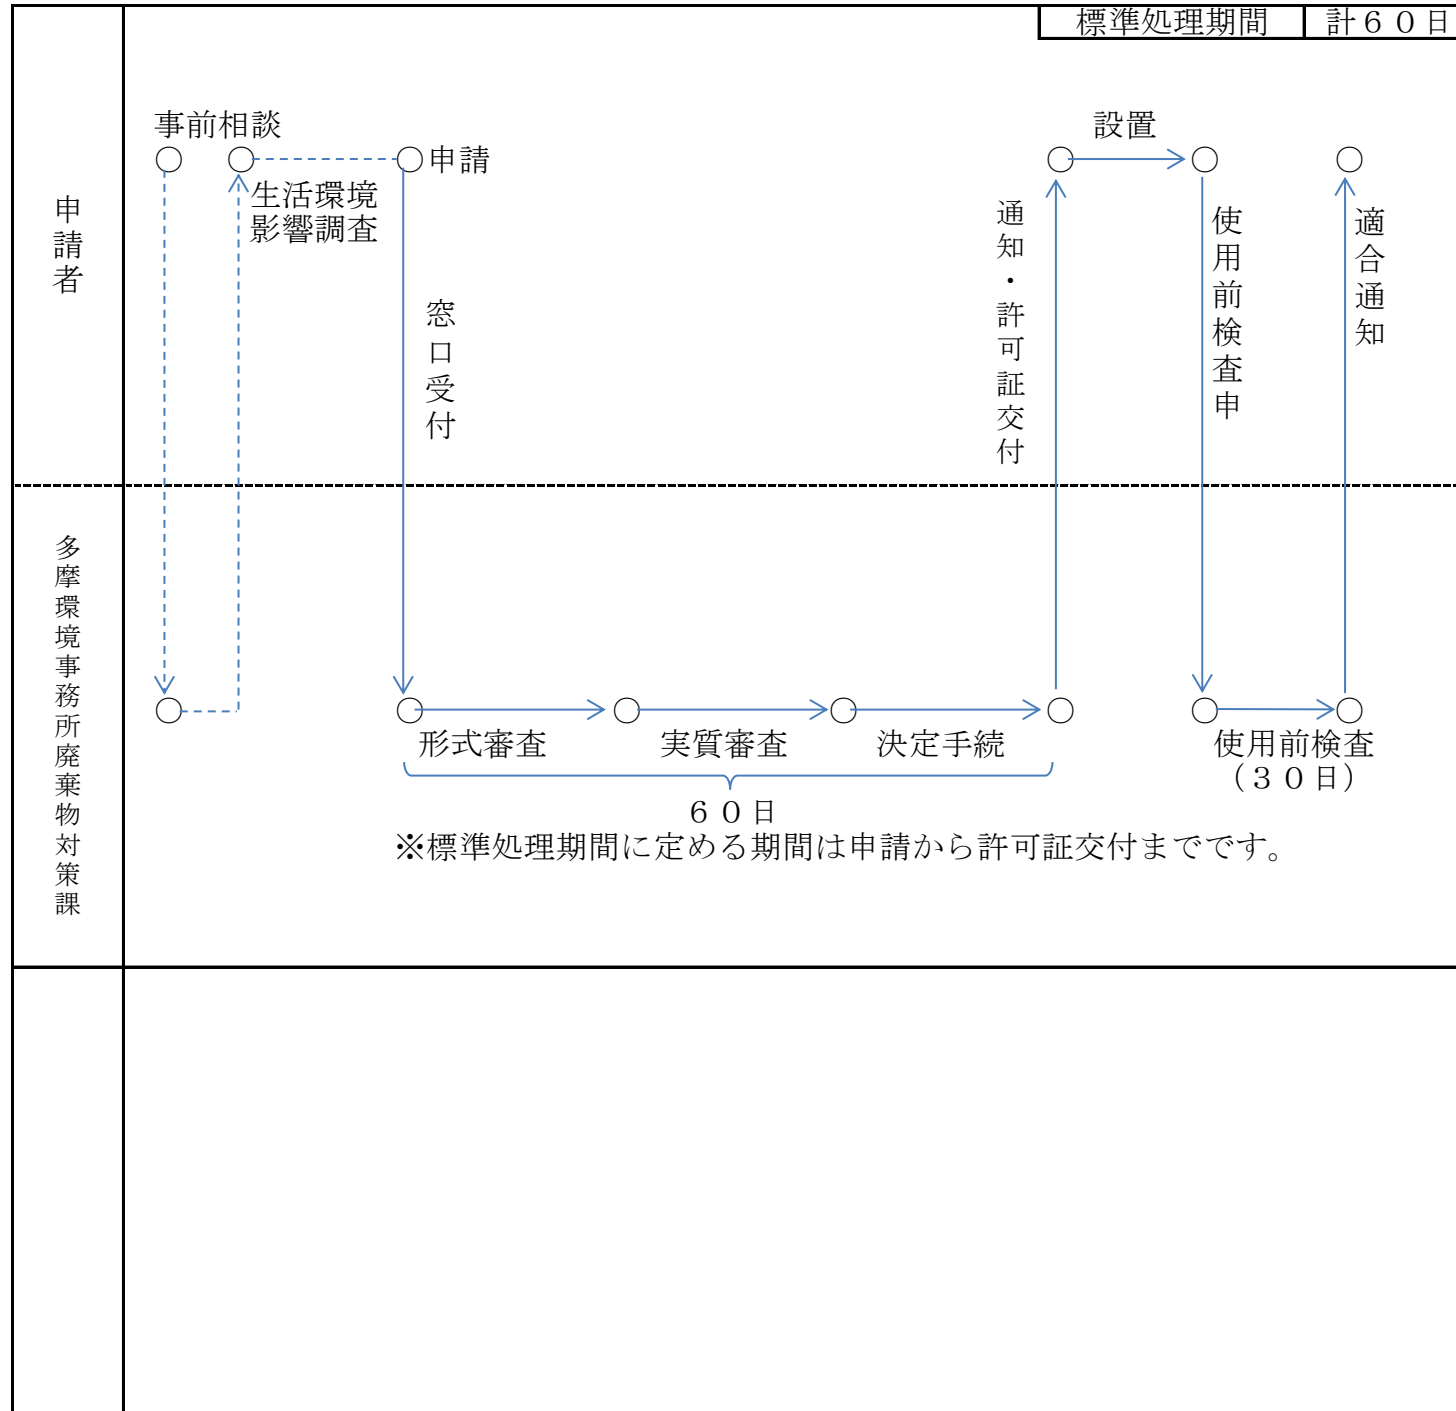 標準処理期間 計６０日
申請者
事前相談
申請
生活環境
影響調査
窓口受付
通知・許可証交付
設置
使用前検査申
適合通知
多摩環境事務所廃棄物対策課
形式審査
実質審査
決定手続
使用前検査
（３０日）
６０日
※標準処理期間に定める期間は申請から許可証交付までです。